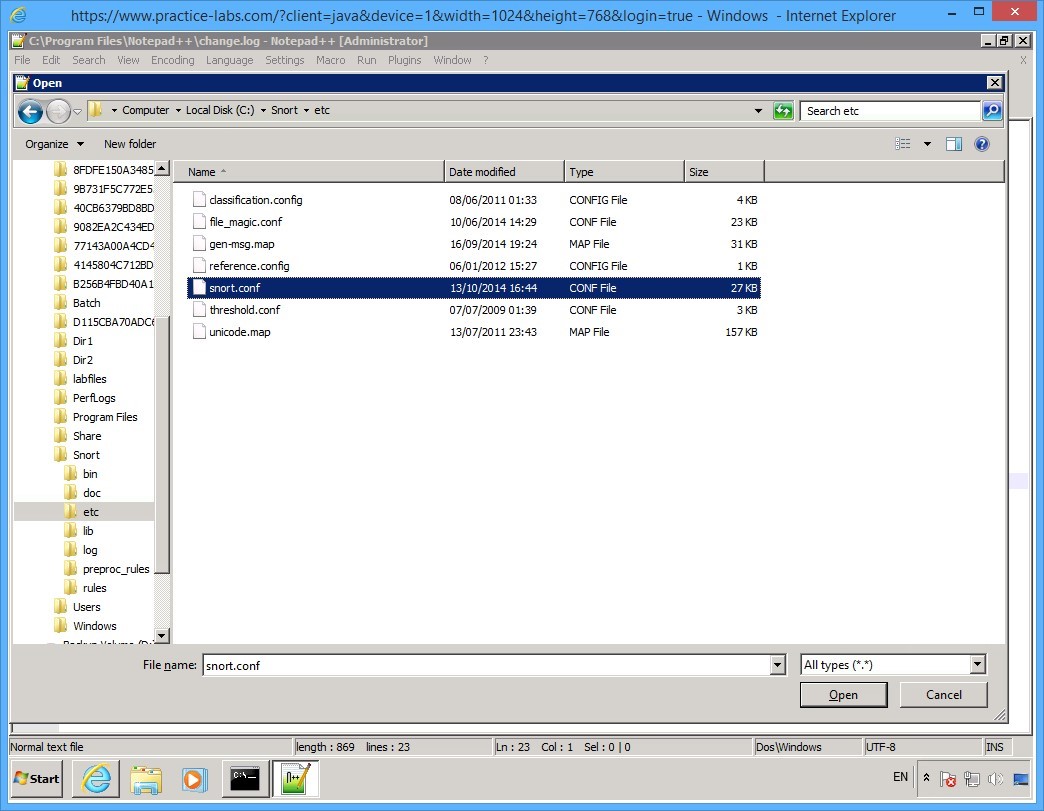 https://www.practice-labs.com/?client=java&device=1&width=1024&height=768&login=true - Windows - Internet Explorer
C:\Program Files\Notepad++\change.log - Notepad++ [Administrator]
File Edit Search View Encoding Language Settings Macro Run Plugins Window ? X
Open
Computer Local Disk (C:) Snort etc Search etc
Organize New folder
Name Date modified Type Size
8FDFE150A3485
9B731F5C772E5
40CB6379BD8BD
9082EA2C434ED
77143A00A4CD4
4145804C712BD
B256B4FBD40A1
Batch
D115CBA70ADC6
Dir1
Dir2
labfiles
PerfLogs
Program Files
Share
Snort
bin
doc
etc
lib
log
preproc_rules
rules
Users
Windows
Backup Volume (D:
classification.config 08/06/2011 01:33 CONFIG File 4 KB
file_magic.conf 10/06/2014 14:29 CONF File 23 KB
gen-msg.map 16/09/2014 19:24 MAP File 31 KB
reference.config 06/01/2012 15:27 CONFIG File 1 KB
snort.conf 13/10/2014 16:44 CONF File 27 KB
threshold.conf 07/07/2009 01:39 CONF File 3 KB
unicode.map 13/07/2011 23:43 MAP File 157 KB
File name: snort.conf All types (*.*)
Open Cancel
Normal text file length : 869 lines : 23 Ln : 23 Col : 1 Sel : 0 | 0 Dos\Windows UTF-8 INS
Start EN